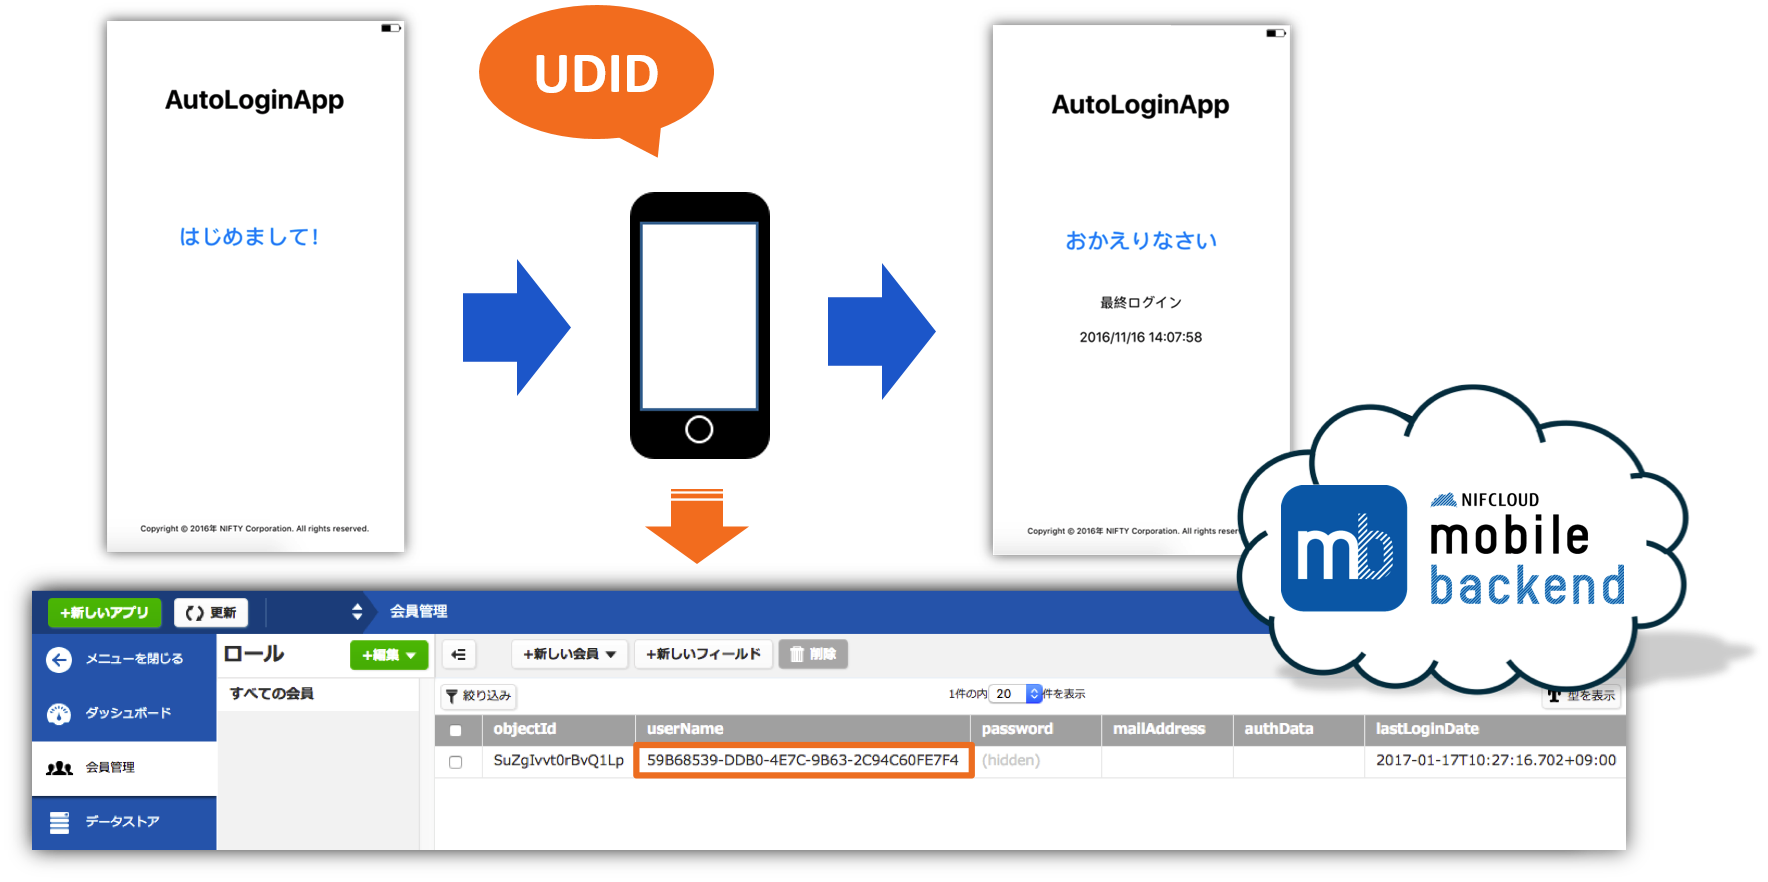 AutoLoginApp
はじめまして!
Copyright © 2016年 NIFTY Corporation. All rights reserved.
UDID
AutoLoginApp
おかえりなさい
最終ログイン
2016/11/16 14:07:58
Copyright © 2016年 NIFTY Corporation. All rights reser
mb
NIFCLOUD
mobile
backend
+新しいアプリ
更新
会員管理
メニューを閉じる
ダッシュボード
会員管理
データストア
ロール
+編集
すべての会員
+新しい会員
+新しいフィールド
削除
絞り込み
1件の内 20 件を表示
型を表示
objectId userName password mailAddress authData lastLoginDate
SuZgIvvt0rBvQ1Lp 59B68539-DDB0-4E7C-9B63-2C94C60FE7F4 (hidden) 2017-01-17T10:27:16.702+09:00